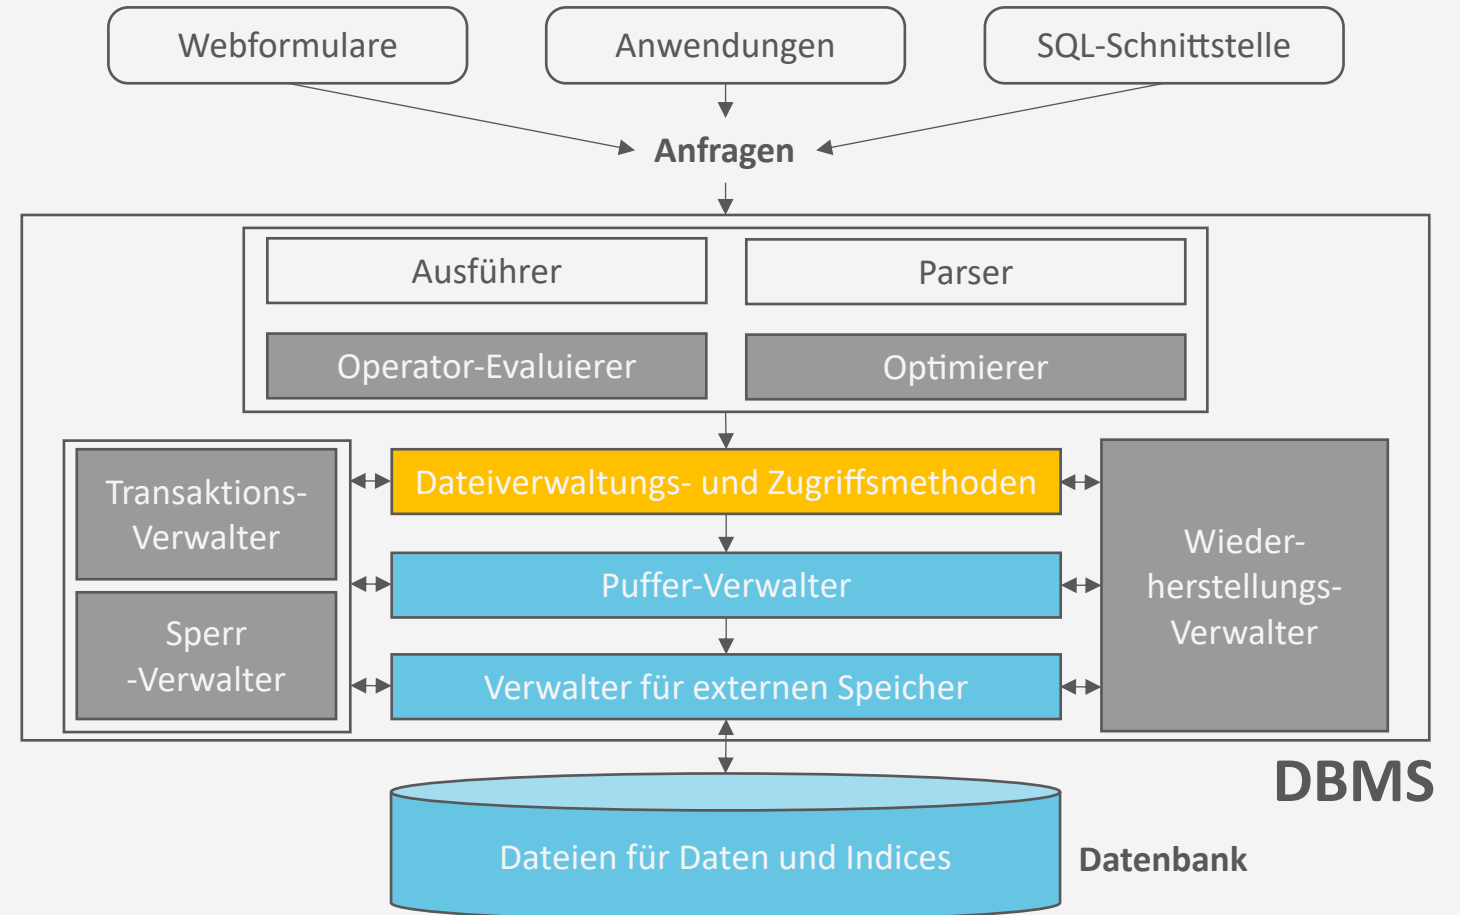 Webformulare
Anwendungen
SQL-Schnittstelle
Anfragen
Ausführer
Parser
Operator-Evaluierer
Optimierer
Transaktions-
Verwalter
Dateiverwaltungs- und Zugriffsmethoden
Puffer-Verwalter
Wieder-
herstellungs-
Verwalter
Sperr
-Verwalter
Verwalter für externen Speicher
DBMS
Dateien für Daten und Indices
Datenbank